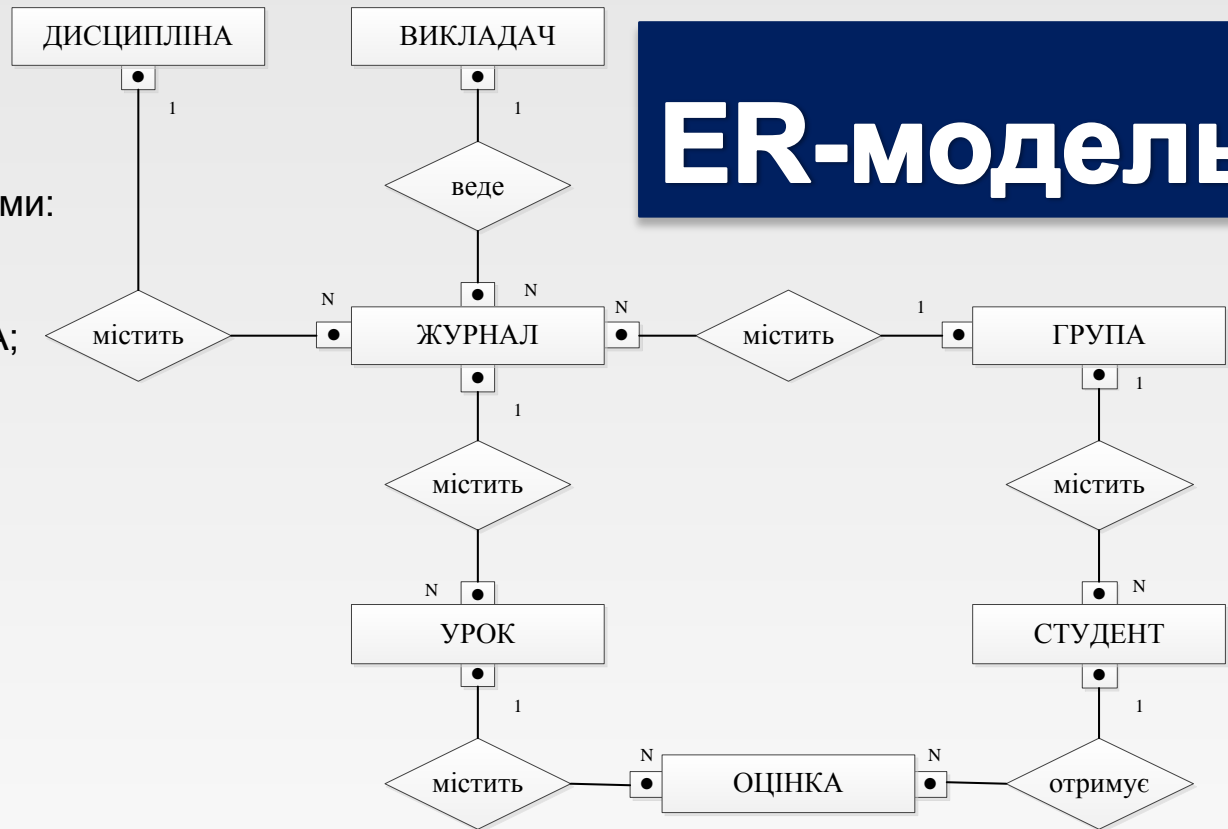 ДИСЦИПЛІНА
ВИКЛАДАЧ
1
1
ER-модель
веде
ми:
N
N
N
1
А;
містить
ЖУРНАЛ
містить
ГРУПА
1
1
містить
містить
N
N
УРОК
СТУДЕНТ
1
1
N
N
містить
ОЦІНКА
отримує